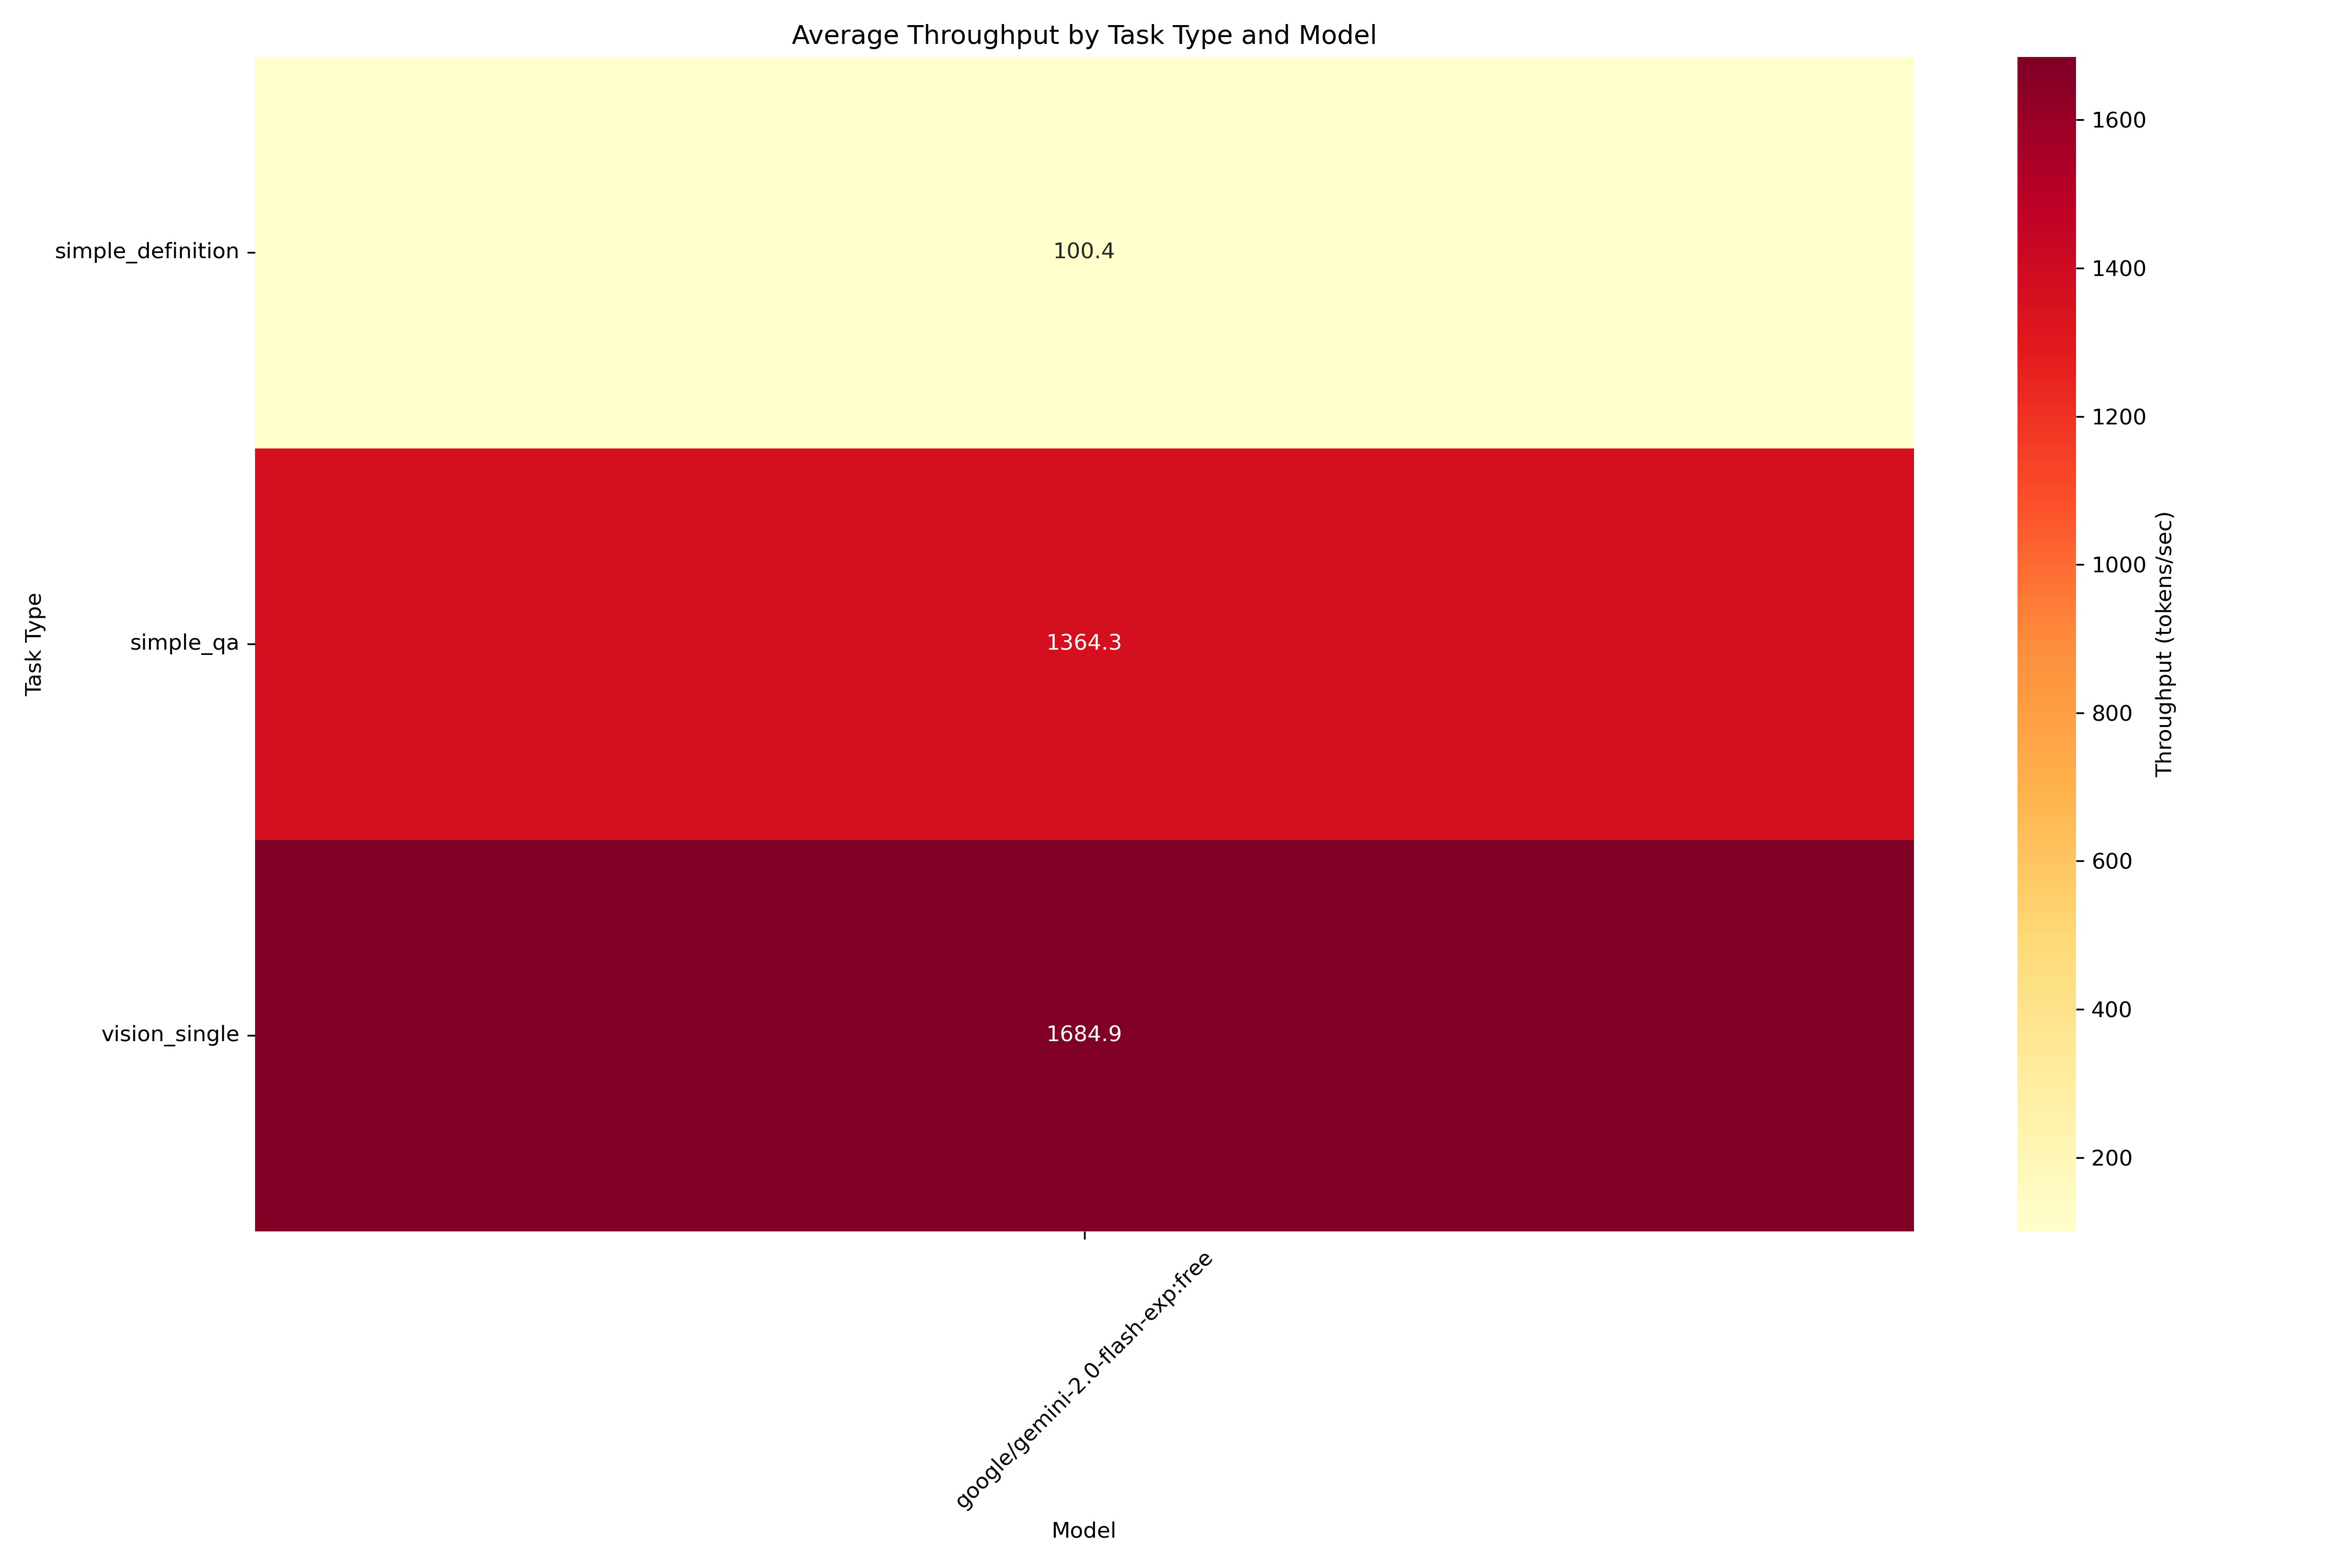 Average Throughput by Task Type and Model
Task Type
simple_definition
simple_qa
vision_single
100.4
1364.3
1684.9
google/gemini-2.0-flash-exp:free
Model
1600
1400
1200
1000
800
600
400
200
Throughput (tokens/sec)